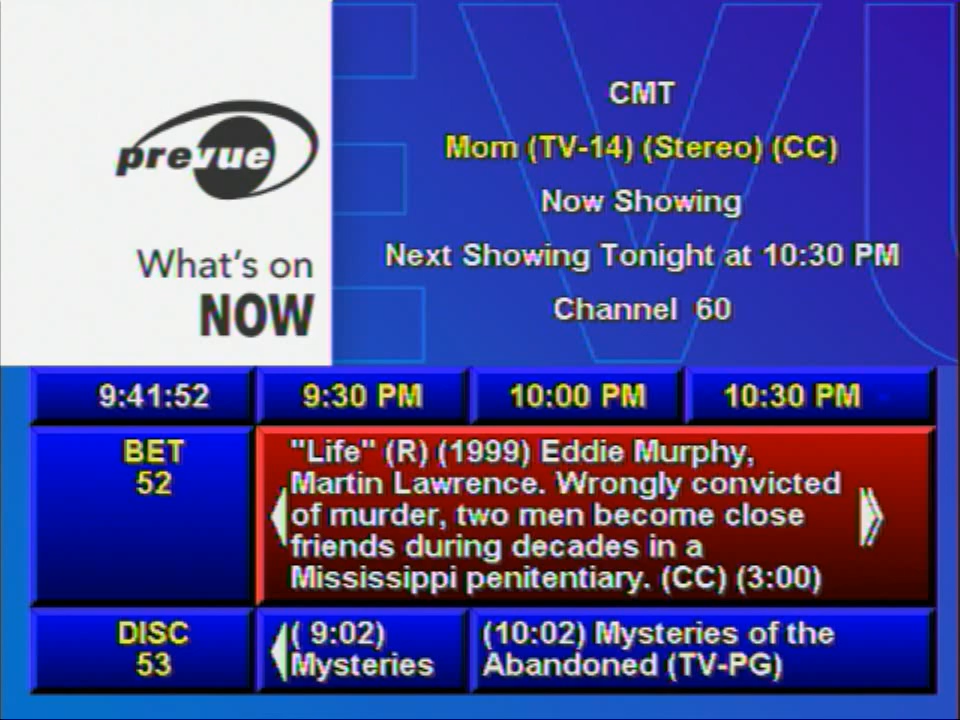 prevue
What's on
NOW
CMT
Mom (TV-14) (Stereo) (CC)
Now Showing
Next Showing Tonight at 10:30 PM
Channel 60
9:41:52
9:30 PM
10:00 PM
10:30 PM
BET
52
"Life" (R) (1999) Eddie Murphy,
Martin Lawrence. Wrongly convicted
of murder, two men become close
friends during decades in a
Mississippi penitentiary. (CC) (3:00)
DISC
53
( 9:02)
Mysteries
(10:02) Mysteries of the
Abandoned (TV-PG)